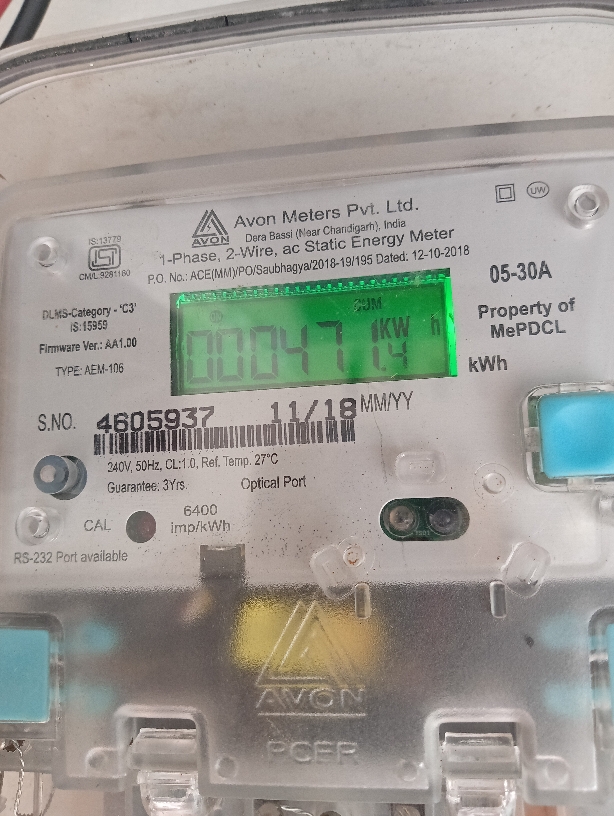 Avon Meters Pvt. Ltd.
UW
AVON
Dera Bassi (Near Chandigarh), India
IS:13779
ISI
CM/L 9281180
1-Phase, 2-Wire, ac Static Energy Meter
P.O. No.: ACE(MM)/PO/Saubhagya/2018-19/195 Dated: 12-10-2018
05-30A
DLMS-Category - 'C3'
IS:15959
Firmware Ver.: AA1.00
TYPE: AEM-106
CUM
KW h
Property of
MePDCL
kWh
S.NO. 4605937 11/18 MM/YY
240V, 50Hz, CL:1.0, Ref. Temp. 27°C
Guarantee: 3Yrs. Optical Port
CAL
6400
imp/kWh
RS-232 Port available
AVON